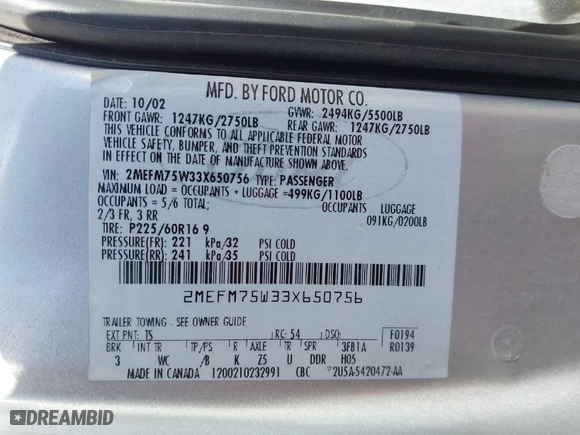 MFD. BY FORD MOTOR CO.
DATE: 10/02 GVWR: 2494KG/5500LB
FRONT GAWR: 1247KG/2750LB REAR GAWR: 1247KG/2750LB
THIS VEHICLE CONFORMS TO ALL APPLICABLE FEDERAL MOTOR
VEHICLE SAFETY, BUMPER, AND THEFT PREVENTION STANDARDS
IN EFFECT ON THE DATE OF MANUFACTURE SHOWN ABOVE.
VIN: 2MEFM75W33X650756 TYPE: PASSENGER
MAXIMUM LOAD = OCCUPANTS + LUGGAGE =499KG/1100LB
OCCUPANTS = 5/6 TOTAL; OCCUPANTS LUGGAGE
2/3 FR, 3 RR 091KG/0200LB
TIRE: P225/60R16 9
PRESSURE(FR) 221 kPa/32 PSI COLD
PRESSURE(RR) 241 kPa/35 PSI COLD
2MEFM75W33X650756
TRAILER TOWING - SEE OWNER GUIDE
EXT PNT: TS RC: 54 DSO: F0194
BRK INT TR TP/PS R AXLE TR SPR 3FB1A R0139
3 WC /B K Z5 U DDR H05
MADE IN CANADA 1200210232991 CBC 2U5A-5420472-AA
DREAMBID